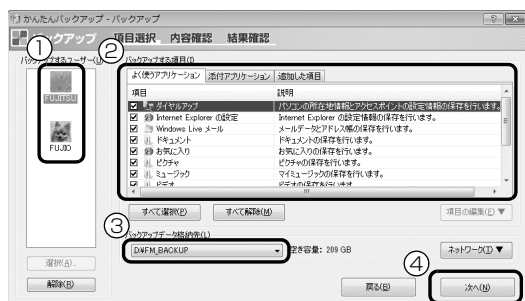 かんたんバックアップ - バックアップ
バックアップ 項目選択 内容確認 結果確認
①
バックアップするユーザー(U)
FUJITSU
FUJIO
選択(A)...
解除(R)
②
バックアップする項目(I)
よく使うアプリケーション 添付アプリケーション 追加した項目
項目 説明
ダイヤルアップ パソコンの所在地情報とアクセスポイントの設定情報の保存を行います。
Internet Explorer の設定 Internet Explorer の設定情報の保存を行います。
Windows Live メール メールデータとアドレス帳の保存を行います。
ドキュメント ドキュメントの保存を行います。
お気に入り お気に入りの保存を行います。
ピクチャ ピクチャの保存を行います。
ミュージック マイミュージックの保存を行います。
ビデオ ビデオの保存を行います
すべて選択(P) すべて解除(M) 項目の編集(E) ▼
③
バックアップデータ格納先(L)
D:¥FM_BACKUP 空き容量: 209 GB ネットワーク(T) ▼
④
戻る(B) 次へ(N)